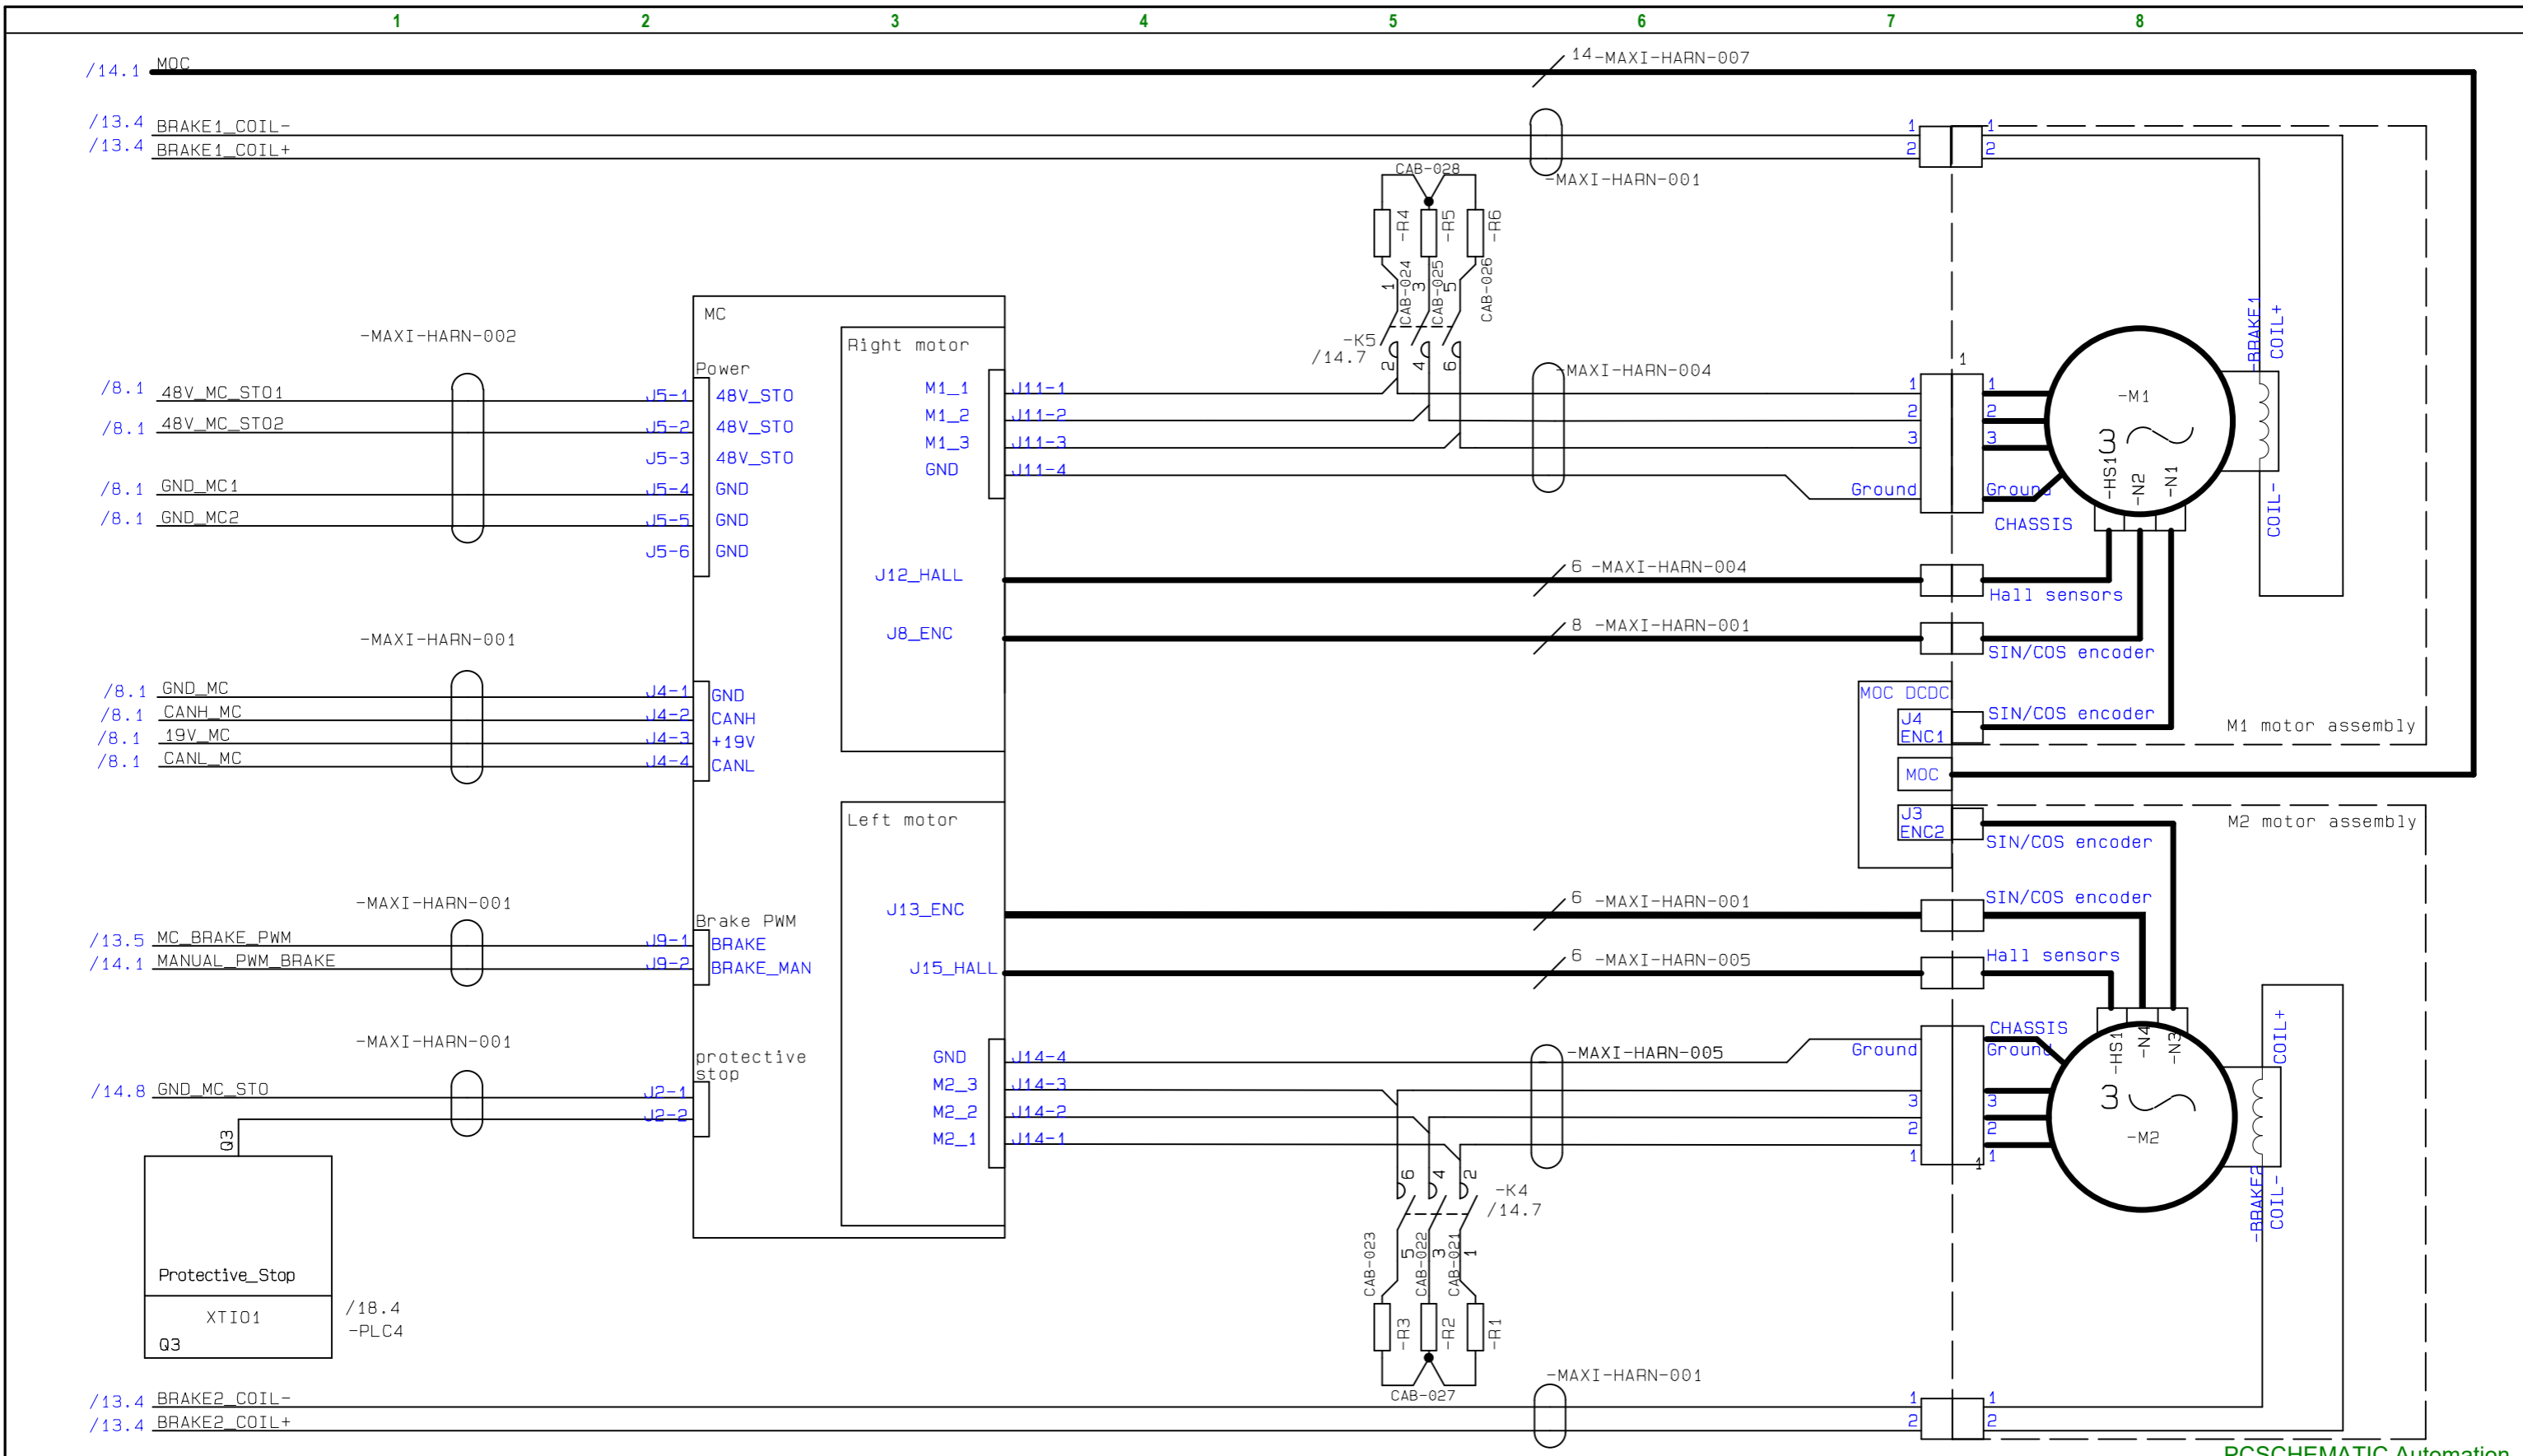 1 2 3 4 5 6 7 8
/14.1 MOC
14 -MAXI-HARN-007
/13.4 BRAKE1_COIL-
/13.4 BRAKE1_COIL+
1 1
2 2
-MAXI-HARN-001
CAB-028
-R4 -R5 -R6
CAB-024 CAB-025 CAB-026
1 3 5
-K5
/14.7
2 4 6
-MAXI-HARN-002
/8.1 48V_MC_STO1
/8.1 48V_MC_STO2
/8.1 GND_MC1
/8.1 GND_MC2
MC
Power
J5-1 48V_STO
J5-2 48V_STO
J5-3 48V_STO
J5-4 GND
J5-5 GND
J5-6 GND
Right motor
M1_1 J11-1
M1_2 J11-2
M1_3 J11-3
GND J11-4
-MAXI-HARN-004
1
1 1
2 2
3 3
Ground Ground
CHASSIS
-M1
3
-HS1 -N2 -N1
-BRAKE1
COIL+
COIL-
J12_HALL
6 -MAXI-HARN-004
Hall sensors
J8_ENC
8 -MAXI-HARN-001
SIN/COS encoder
-MAXI-HARN-001
/8.1 GND_MC
/8.1 CANH_MC
/8.1 19V_MC
/8.1 CANL_MC
J4-1 GND
J4-2 CANH
J4-3 +19V
J4-4 CANL
MOC DCDC
J4
ENC1
SIN/COS encoder
M1 motor assembly
MOC
J3
ENC2
SIN/COS encoder
M2 motor assembly
Left motor
J13_ENC
6 -MAXI-HARN-001
SIN/COS encoder
J15_HALL
6 -MAXI-HARN-005
Hall sensors
-MAXI-HARN-001
/13.5 MC_BRAKE_PWM
/14.1 MANUAL_PWM_BRAKE
Brake PWM
J9-1 BRAKE
J9-2 BRAKE_MAN
-MAXI-HARN-001
/14.8 GND_MC_STO
protective
stop
J2-1
J2-2
GND J14-4
M2_3 J14-3
M2_2 J14-2
M2_1 J14-1
-MAXI-HARN-005
CHASSIS
Ground Ground
3 3
2 2
1 1
1
-HS1 -N4 -N3
3
-M2
COIL+
-BRAKE2
COIL-
6 4 2
-K4
/14.7
5 3 1
CAB-023 CAB-022 CAB-021
-R3 -R2 -R1
CAB-027
Q3
Protective_Stop
XTIO1
Q3
/18.4
-PLC4
-MAXI-HARN-001
/13.4 BRAKE2_COIL-
/13.4 BRAKE2_COIL+
1 1
2 2
PCSCHEMATIC Automation